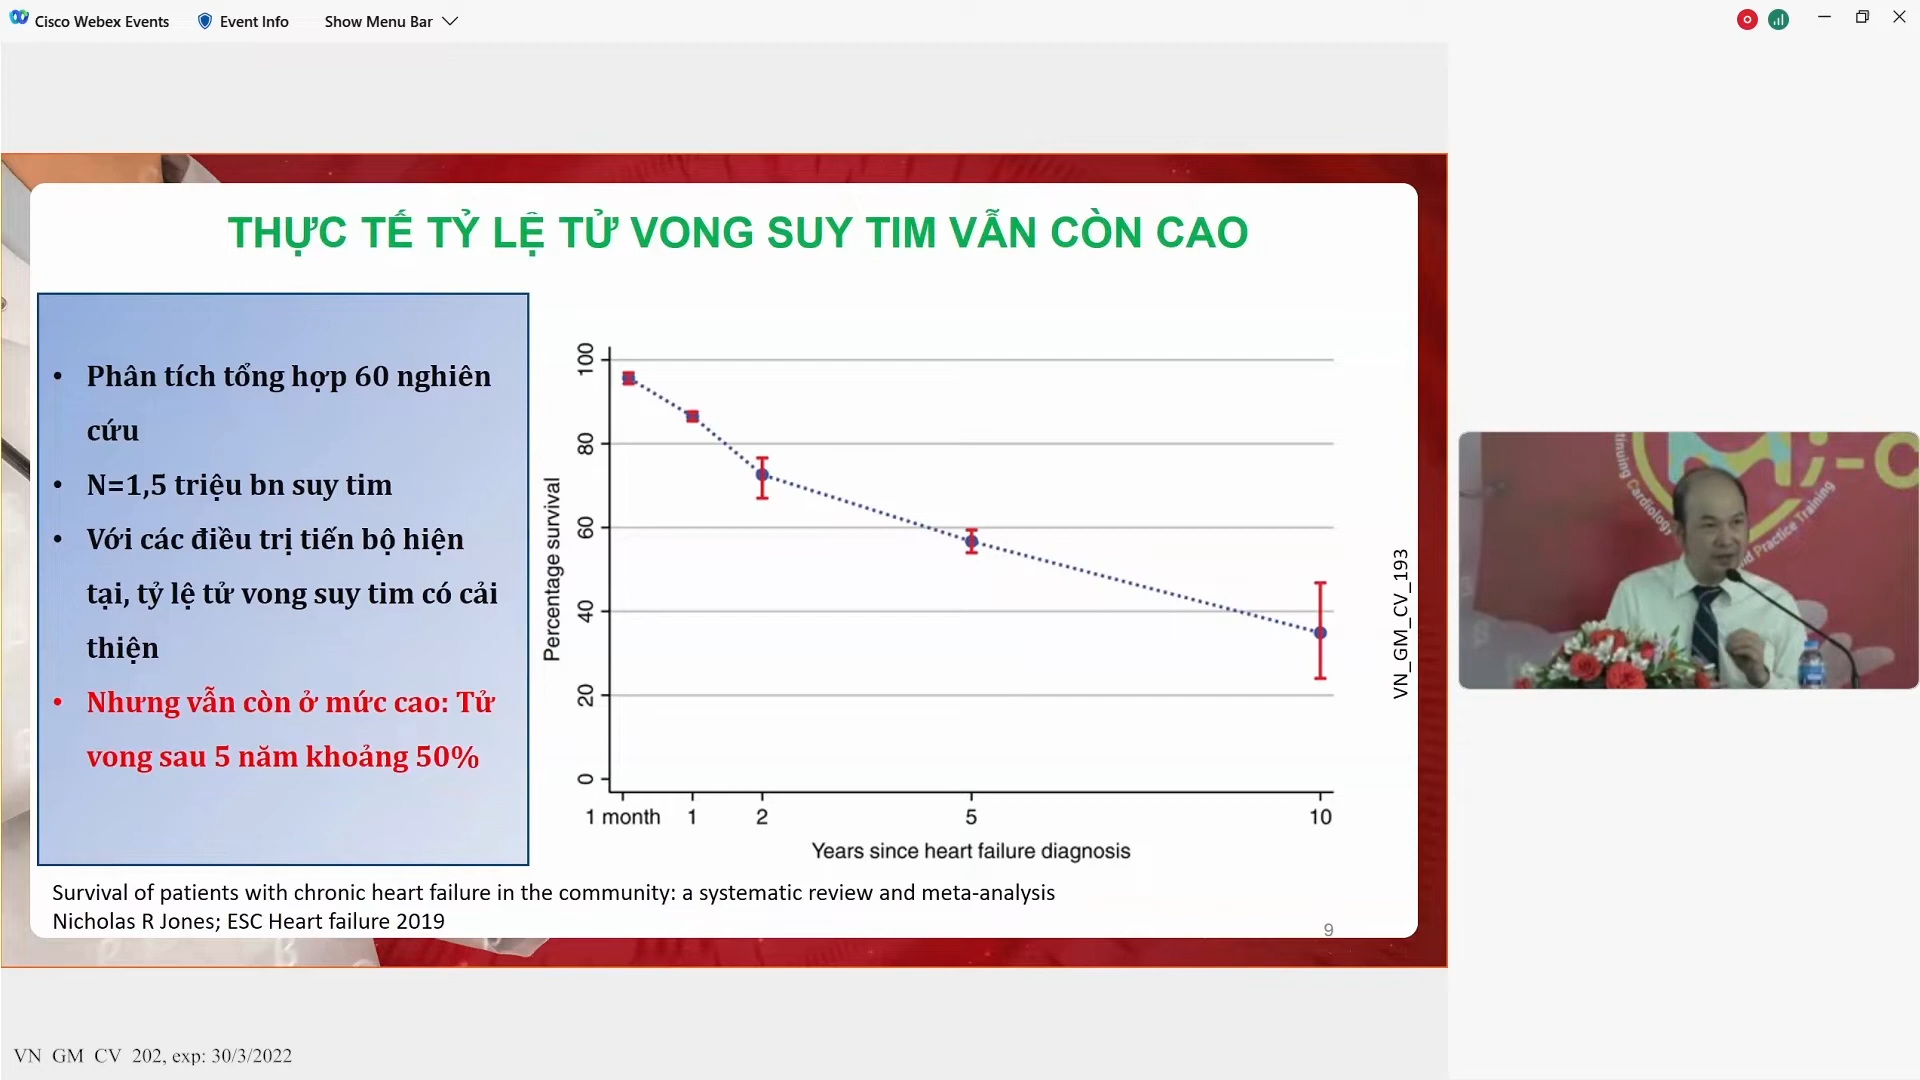 Cisco Webex Events
Event Info
Show Menu Bar
THỰC TẾ TỶ LỆ TỬ VONG SUY TIM VẪN CÒN CAO
• Phân tích tổng hợp 60 nghiên
cứu
• N=1,5 triệu bn suy tim
• Với các điều trị tiến bộ hiện
tại, tỷ lệ tử vong suy tim có cải
thiện
• Nhưng vẫn còn ở mức cao: Tử
vong sau 5 năm khoảng 50%
Percentage survival
100
80
60
40
20
0
1 month 1 2 5 10
Years since heart failure diagnosis
VN_GM_CV_193
Survival of patients with chronic heart failure in the community: a systematic review and meta-analysis
Nicholas R Jones; ESC Heart failure 2019
9
VN_GM_CV_202, exp: 30/3/2022
Cardiology
Practice Training